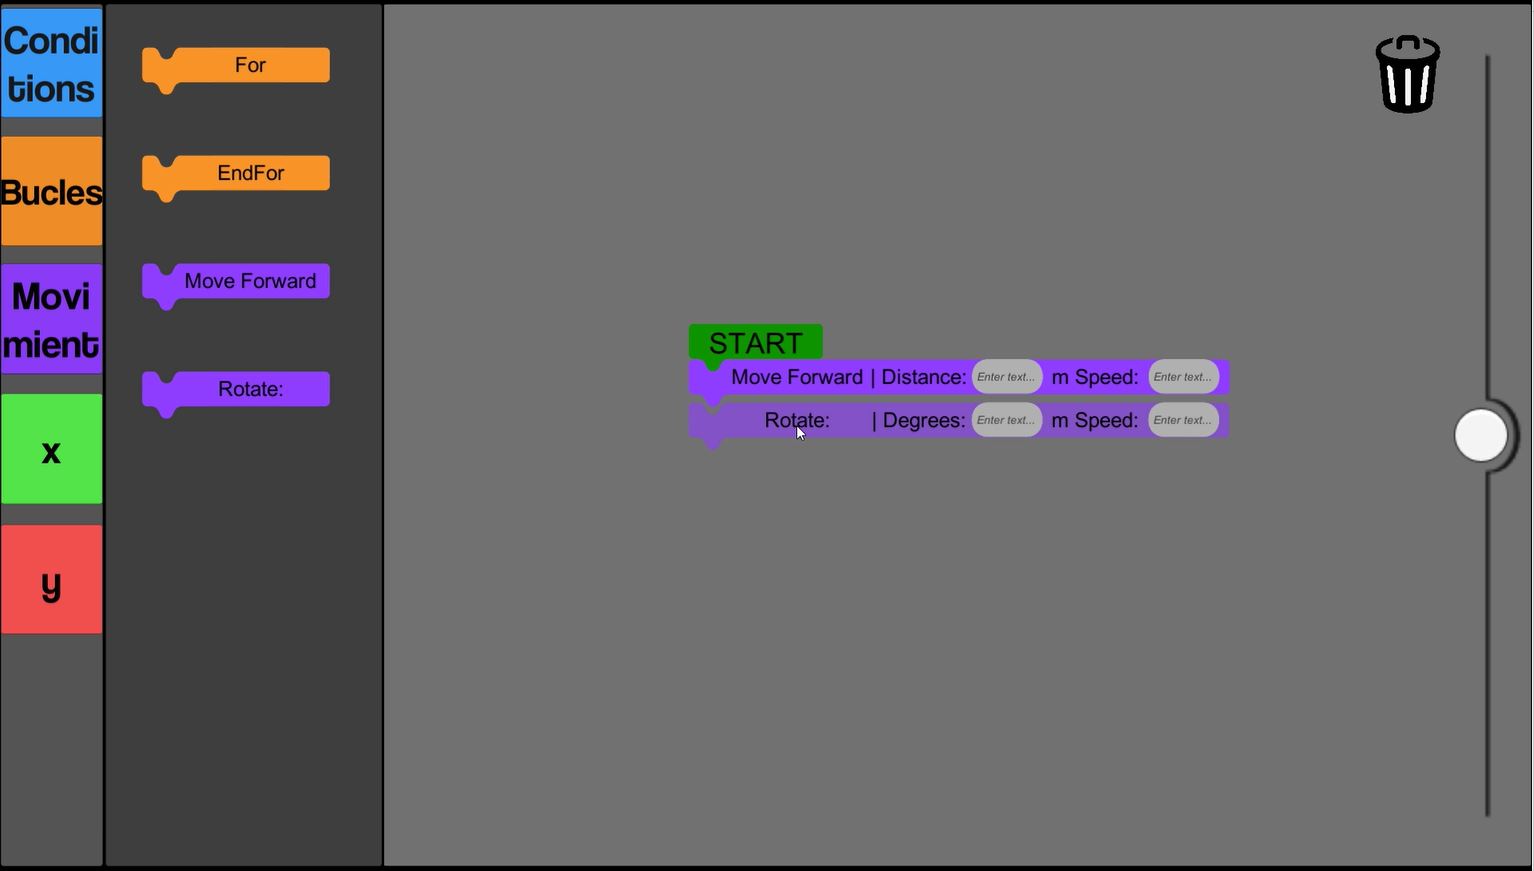 Condi
tions
Bucles
Movi
mient
x
y
For
EndFor
Move Forward
Rotate:
START
Move Forward | Distance: Enter text... m Speed: Enter text...
Rotate: | Degrees: Enter text... m Speed: Enter text...